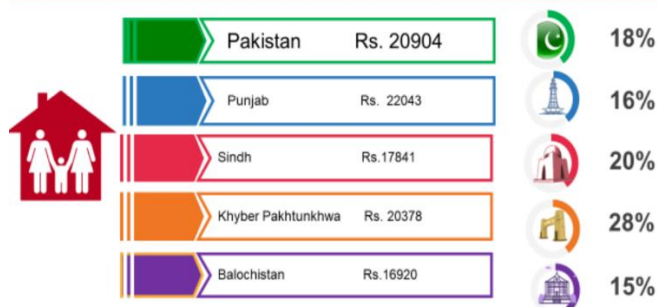 Pakistan Rs. 20904 18%
Punjab Rs. 22043 16%
Sindh Rs.17841 20%
Khyber Pakhtunkhwa Rs. 20378 28%
Balochistan Rs.16920 15%